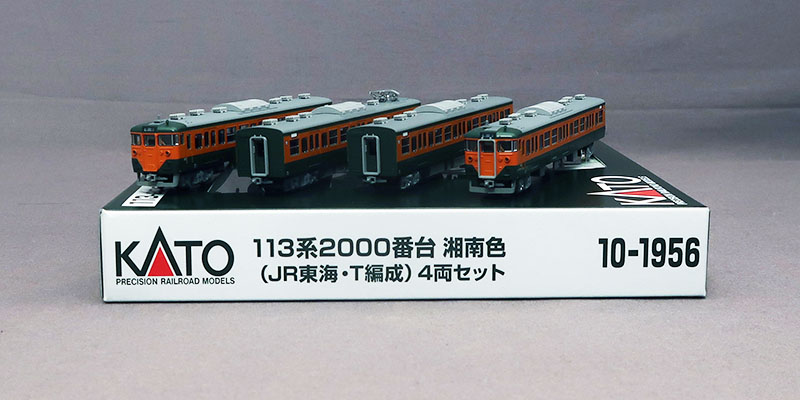 KATO
KATO
PRECISION RAILROAD MODELS
113系2000番台 湘南色
(JR東海・T編成) 4両セット
10-1956